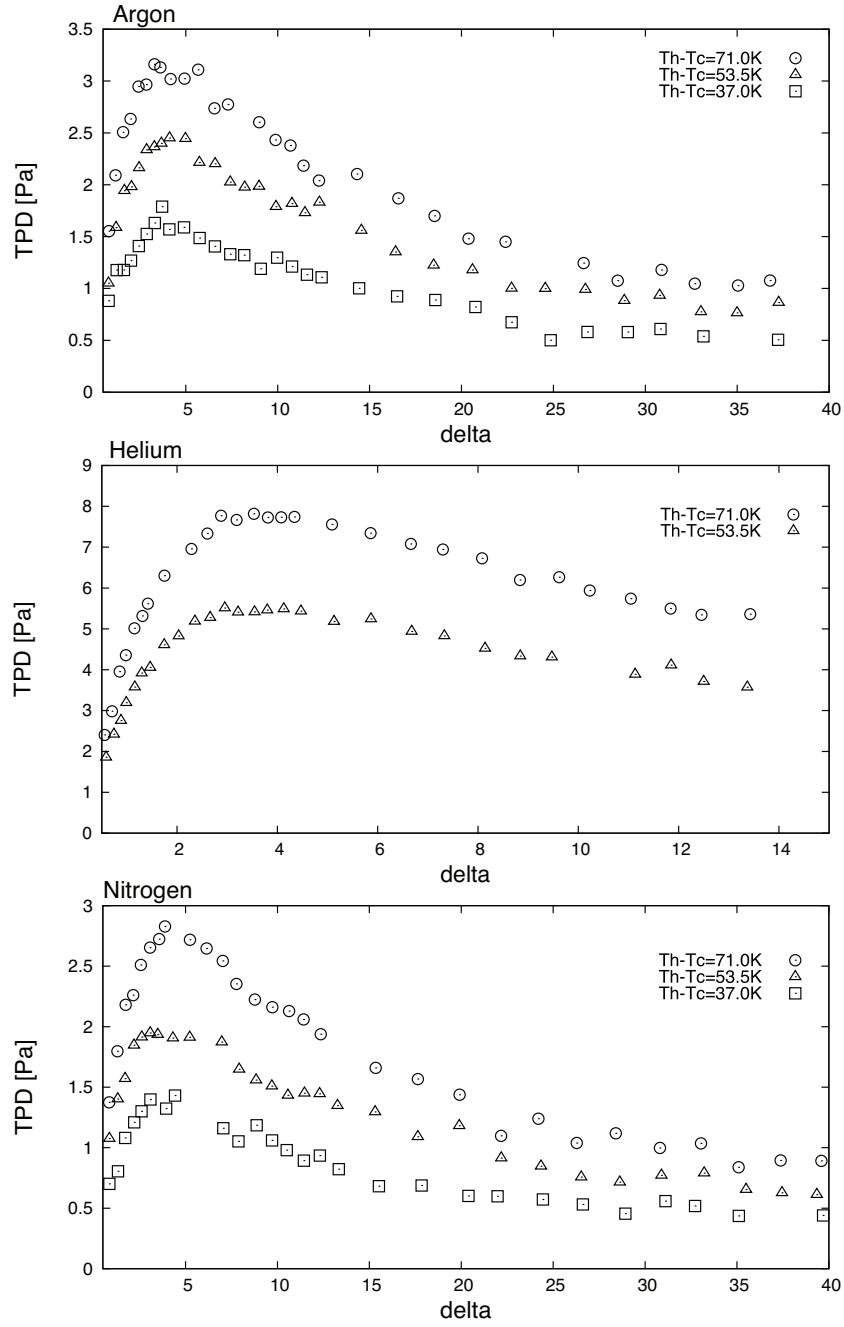 Argon
3.5
3
2.5
2
1.5
1
0.5
0
TPD [Pa]
Th-Tc=71.0K
Th-Tc=53.5K
Th-Tc=37.0K
5 10 15 20 25 30 35 40
delta
Helium
9
8
7
6
5
4
3
2
1
0
TPD [Pa]
Th-Tc=71.0K
Th-Tc=53.5K
2 4 6 8 10 12 14
delta
Nitrogen
3
2.5
2
1.5
1
0.5
0
TPD [Pa]
Th-Tc=71.0K
Th-Tc=53.5K
Th-Tc=37.0K
5 10 15 20 25 30 35 40
delta